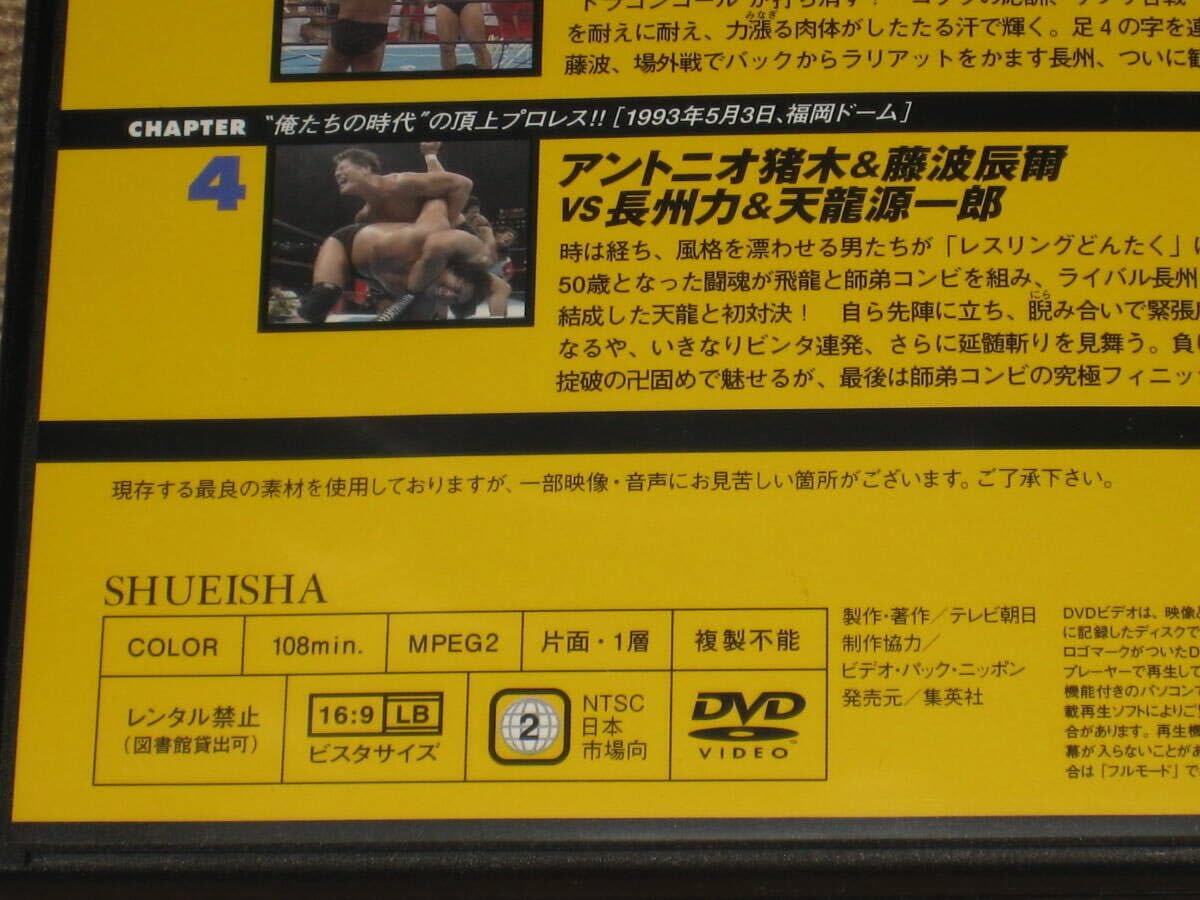 を耐えに耐え、力漲る肉体がしたたる汗で輝く。足4の字を
みなぎ
藤波、場外戦でバックからラリアットをかます長州、ついに
CHAPTER "俺たちの時代"の頂上プロレス!! [1993年5月3日、福岡ドーム]
4
アントニオ猪木&藤波辰爾
VS 長州力&天龍源一郎
時は経ち、風格を漂わせる男たちが「レスリングどんたく」に
50歳となった闘魂が飛龍と師弟コンビを組み、ライバル長州
にら
結成した天龍と初対決! 自ら先陣に立ち、睨み合いで緊張
なるや、いきなりビンタ連発、さらに延髄斬りを見舞う。負
掟破の卍固めで魅せるが、最後は師弟コンビの究極フィニッ
現存する最良の素材を使用しておりますが、一部映像・音声にお見苦しい箇所がございます。ご了承下さい。
SHUEISHA
COLOR 108min. MPEG2 片面・1層 複製不能
レンタル禁止
(図書館貸出可)
16:9 LB
ビスタサイズ
2
NTSC
日本
市場向
DVD
VIDEO
製作・著作/テレビ朝日
制作協力/
ビデオ・パック・ニッポン
発売元/集英社
DVDビデオは、映像
に記録したディスクで
ロゴマークがついたD
プレーヤーで再生して
機能付きのパソコンで
載再生ソフトによりご
合があります。再生機
幕が入らないことがあ
合は「フルモード」で